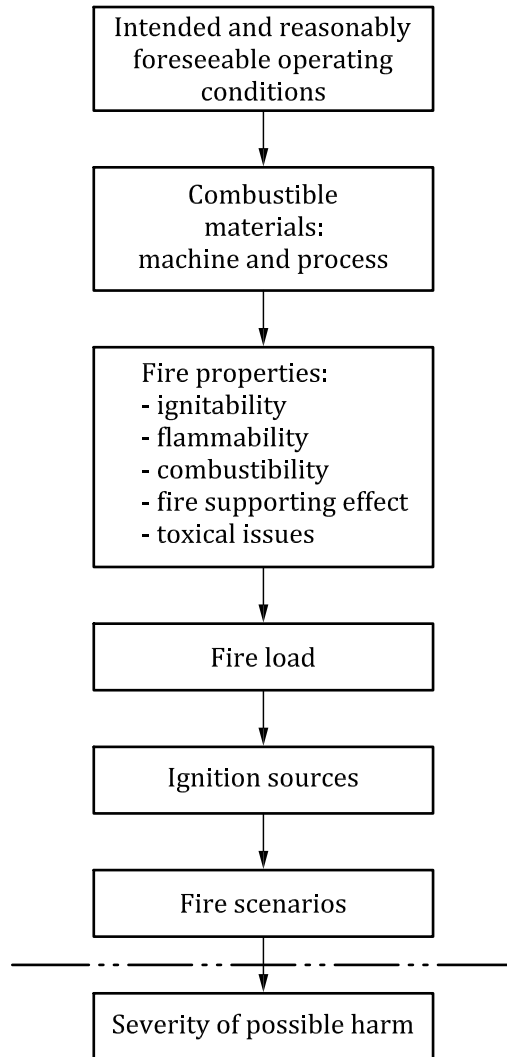 Intended and reasonably
foreseeable operating
conditions
Combustible
materials:
machine and process
Fire properties:
- ignitability
- flammability
- combustibility
- fire supporting effect
- toxical issues
Fire load
Ignition sources
Fire scenarios
Severity of possible harm